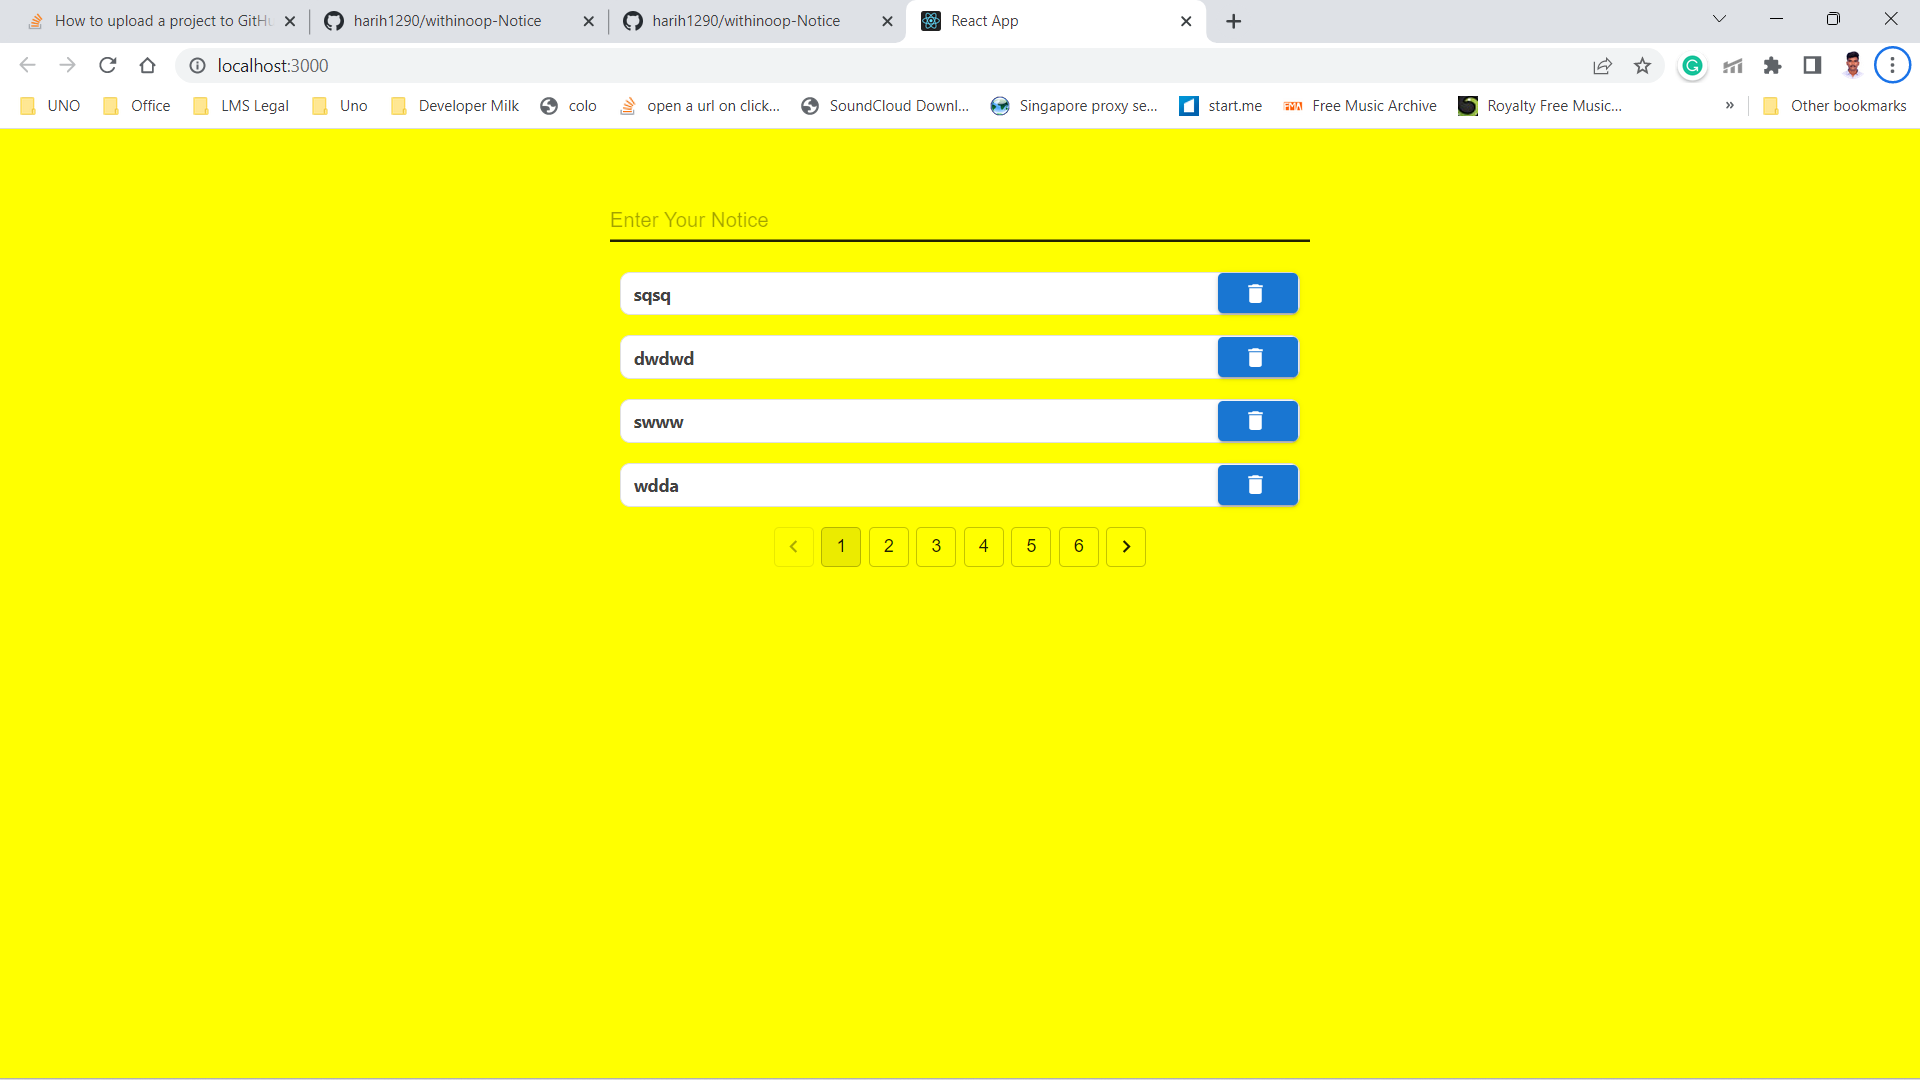 How to upload a project to GitHu
harih1290/withinoop-Notice
harih1290/withinoop-Notice
React App
localhost:3000
UNO
Office
LMS Legal
Uno
Developer Milk
colo
open a url on click...
SoundCloud Downl...
Singapore proxy se...
start.me
FMA
Free Music Archive
Royalty Free Music...
»
Other bookmarks
Enter Your Notice
sqsq
dwdwd
swww
wdda
1 2 3 4 5 6